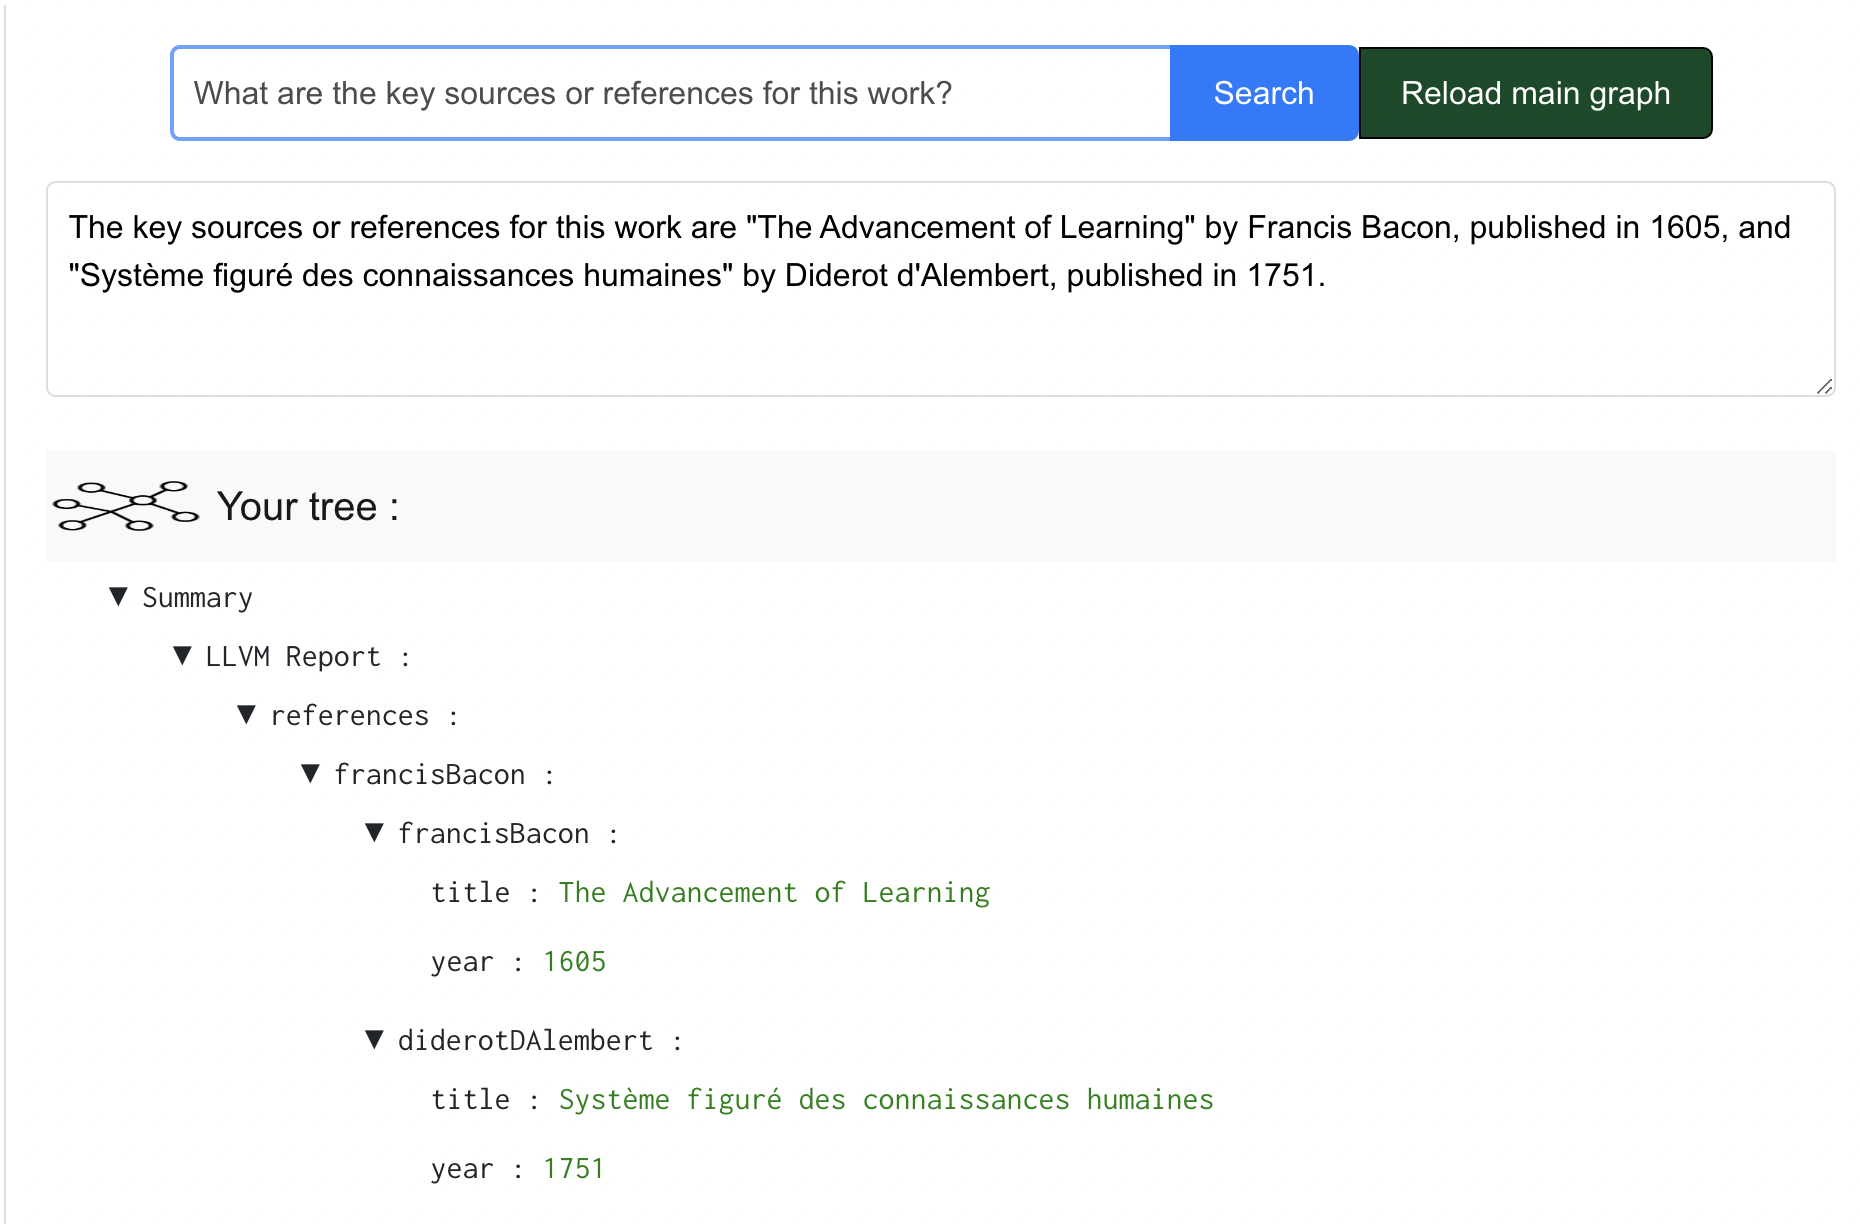 What are the key sources or references for this work?
Search
Reload main graph
The key sources or references for this work are "The Advancement of Learning" by Francis Bacon, published in 1605, and
"Système figuré des connaissances humaines" by Diderot d'Alembert, published in 1751.
Your tree :
▼ Summary
▼ LLVM Report :
▼ references :
▼ francisBacon :
▼ francisBacon :
title : The Advancement of Learning
year : 1605
▼ diderotDAlembert :
title : Système figuré des connaissances humaines
year : 1751